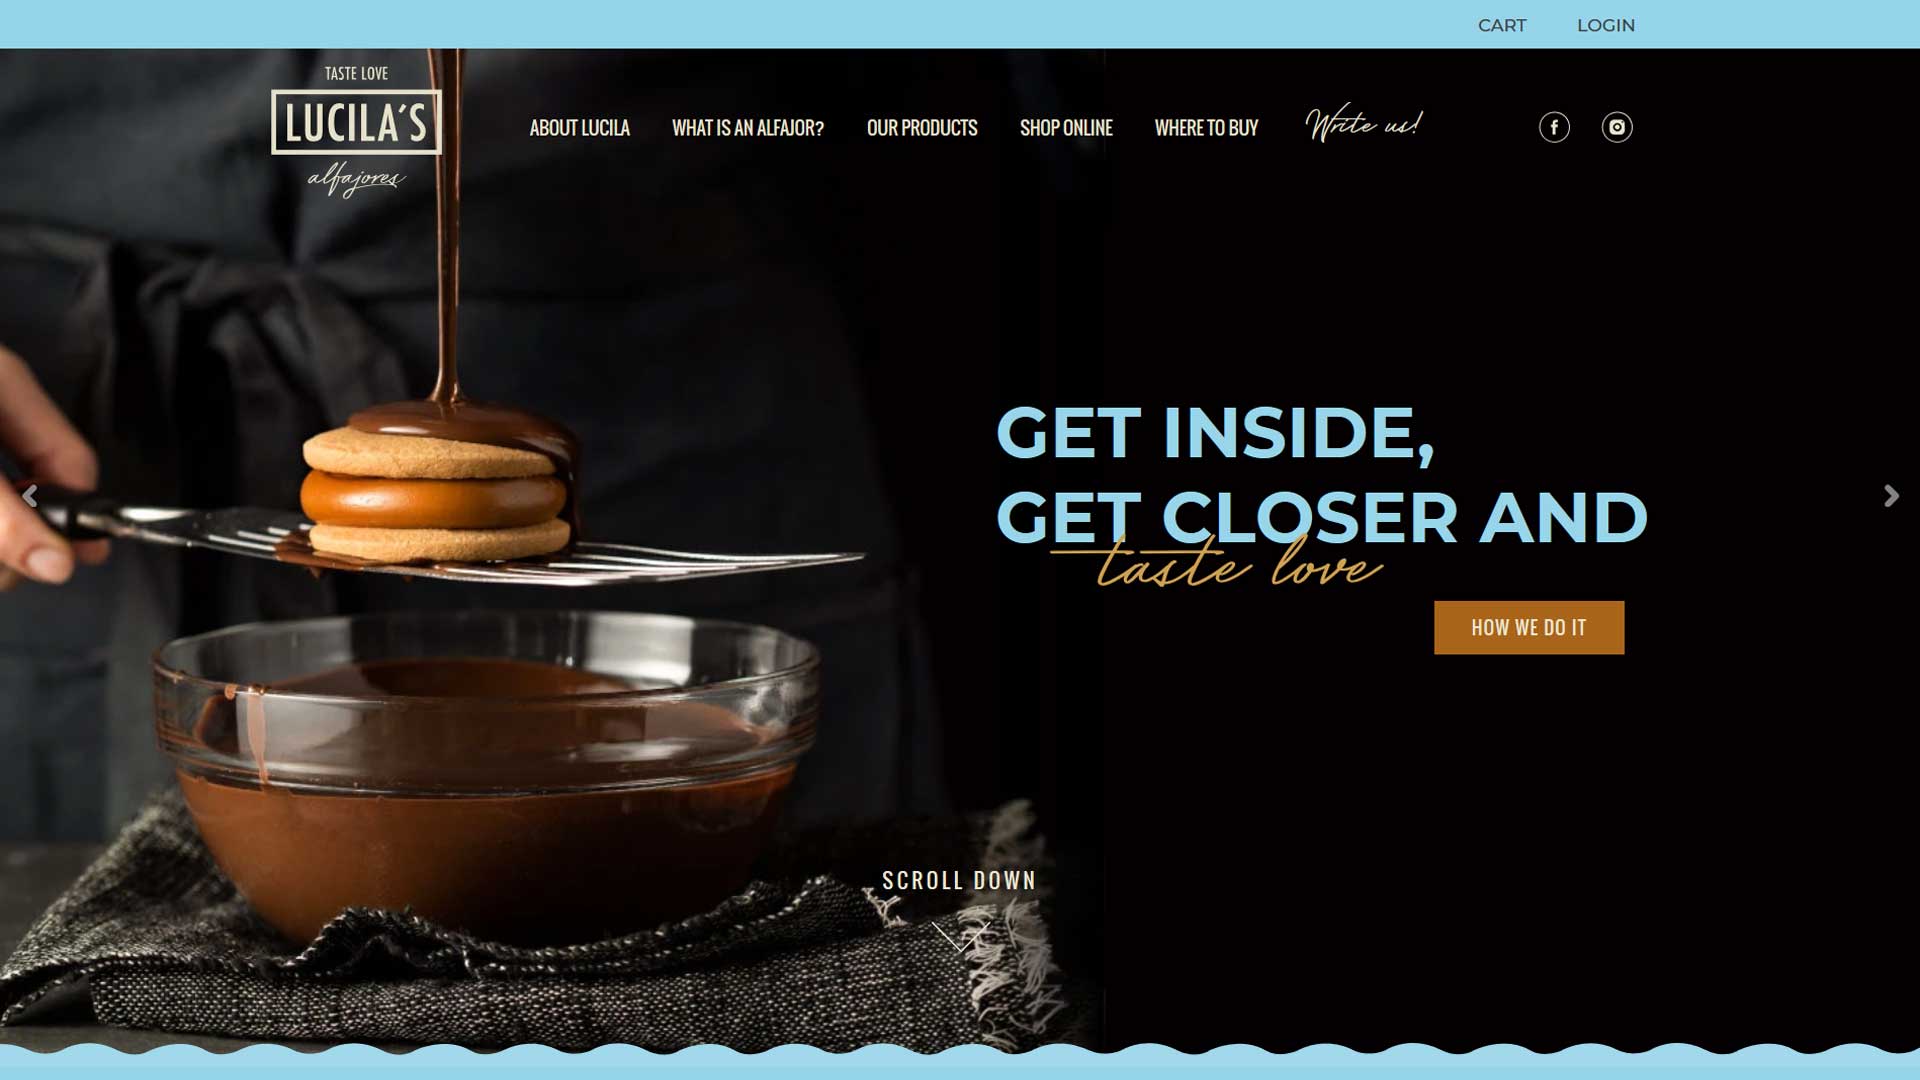 CART LOGIN
TASTE LOVE
LUCILA'S
alfajores
ABOUT LUCILA WHAT IS AN ALFAJOR? OUR PRODUCTS SHOP ONLINE WHERE TO BUY Write us!
GET INSIDE,
GET CLOSER AND
taste love
HOW WE DO IT
SCROLL DOWN